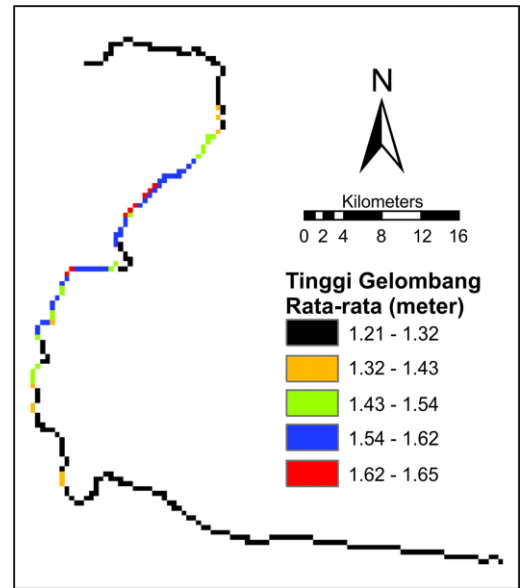 N
Kilometers
0 2 4 8 12 16
Tinggi Gelombang
Rata-rata (meter)
1.21 - 1.32
1.32 - 1.43
1.43 - 1.54
1.54 - 1.62
1.62 - 1.65